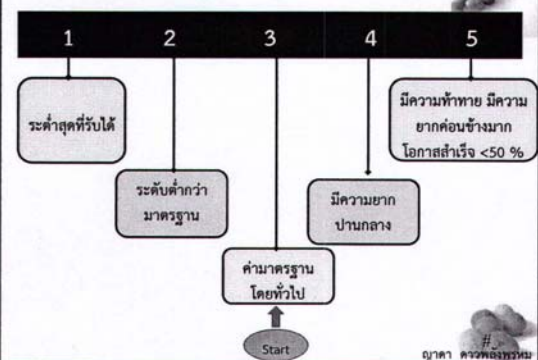 1 2 3 4 5
ระต่ำสุดที่รับได้
ระดับต่ำกว่า
มาตรฐาน
ค่ามาตรฐาน
โดยทั่วไป
Start
มีความยาก
ปานกลาง
มีความท้าทาย มีความ
ยากค่อนข้างมาก
โอกาสสำเร็จ <50 %
#
ญาดา